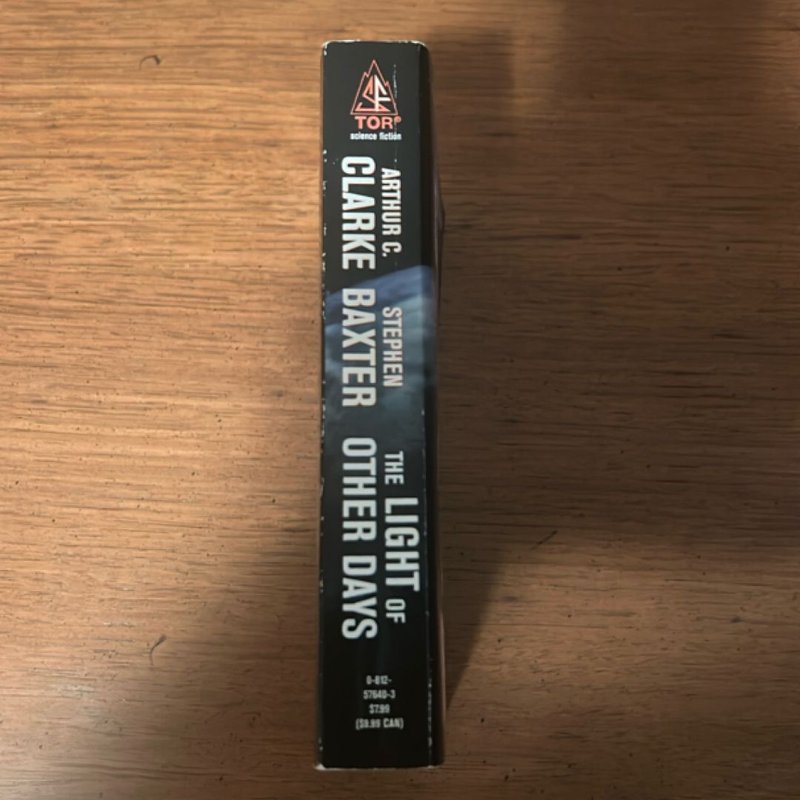 SF
TOR®
science fiction
ARTHUR C.
CLARKE
STEPHEN
BAXTER
THE LIGHT OF
OTHER DAYS
0-812-
57640-3
$7.99
($9.99 CAN)